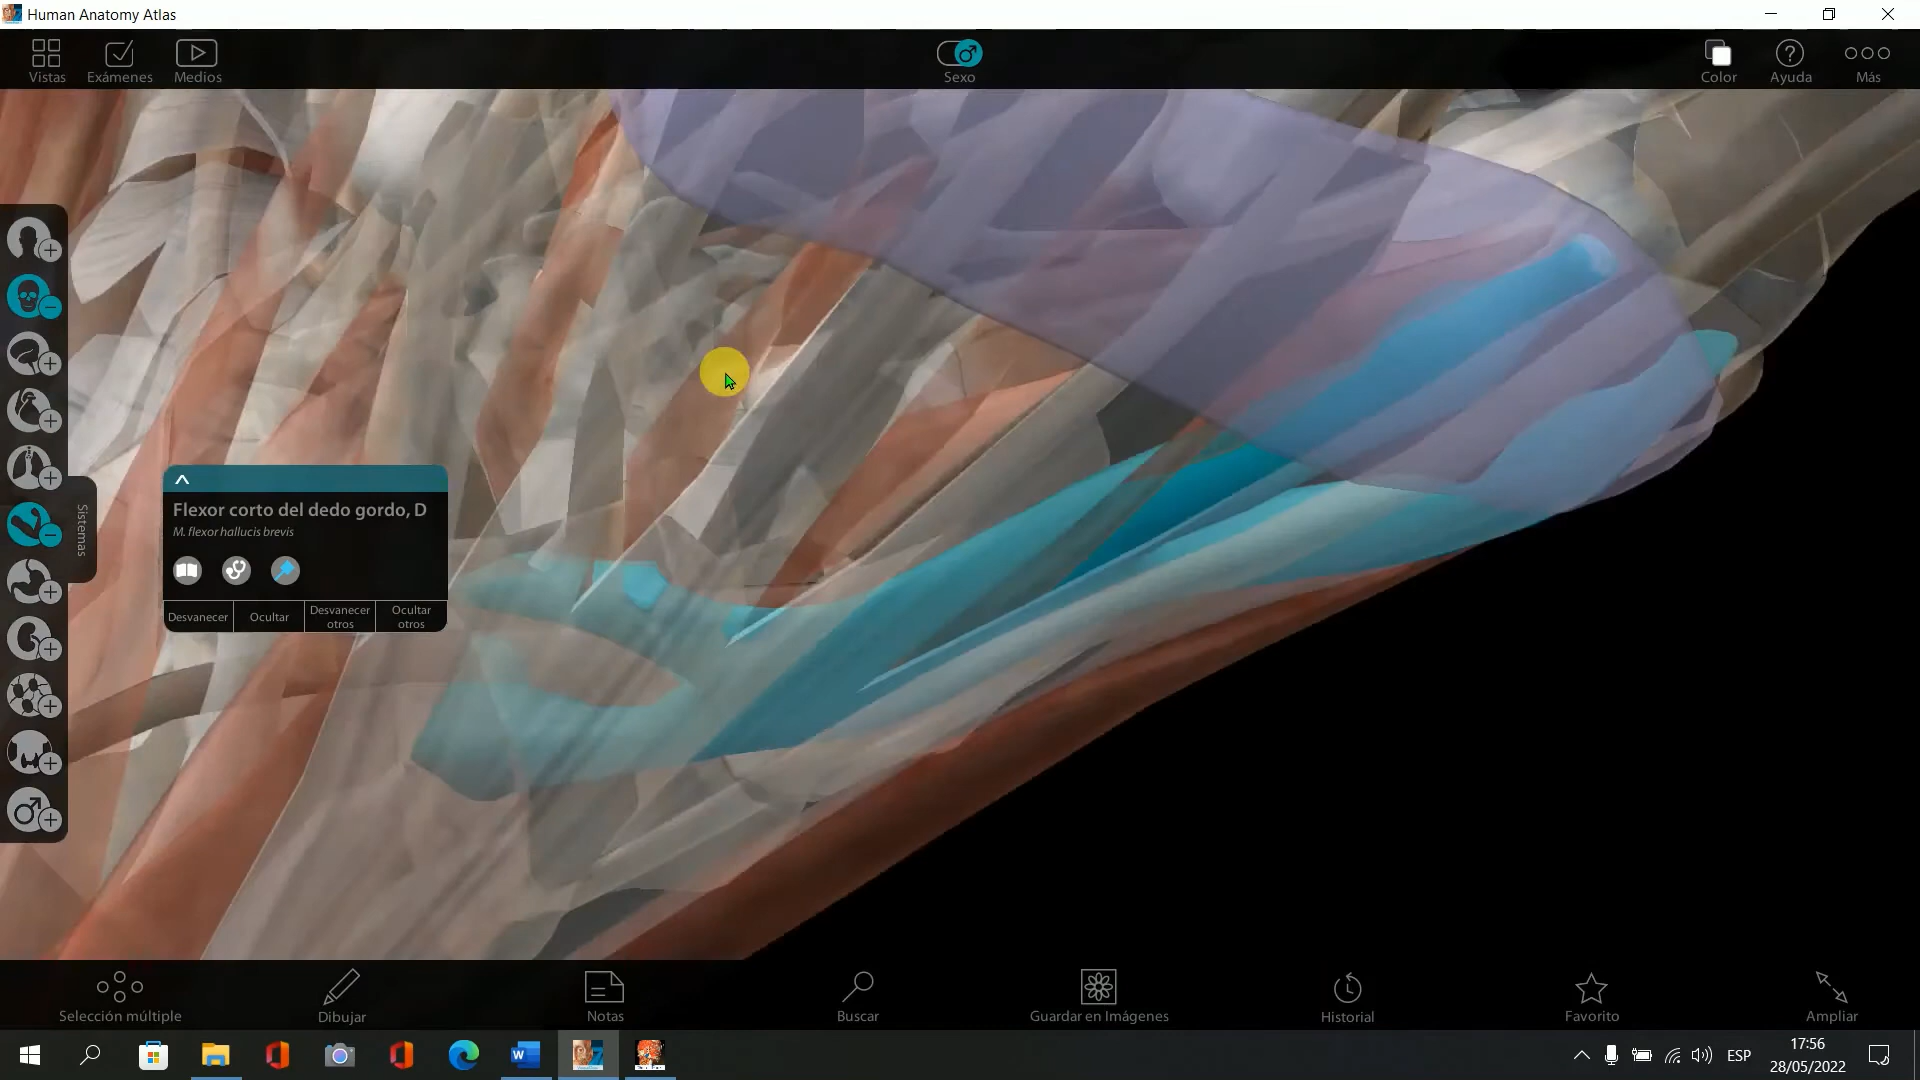 Human Anatomy Atlas
Vistas
Exámenes
Medios
Sexo
Color
Ayuda
Más
Sistemas
Flexor corto del dedo gordo, D
M. flexor hallucis brevis
Desvanecer
Ocultar
Desvanecer
otros
Ocultar
otros
Selección múltiple
Dibujar
Notas
Buscar
Guardar en Imágenes
Historial
Favorito
Ampliar
ESP
17:56
28/05/2022